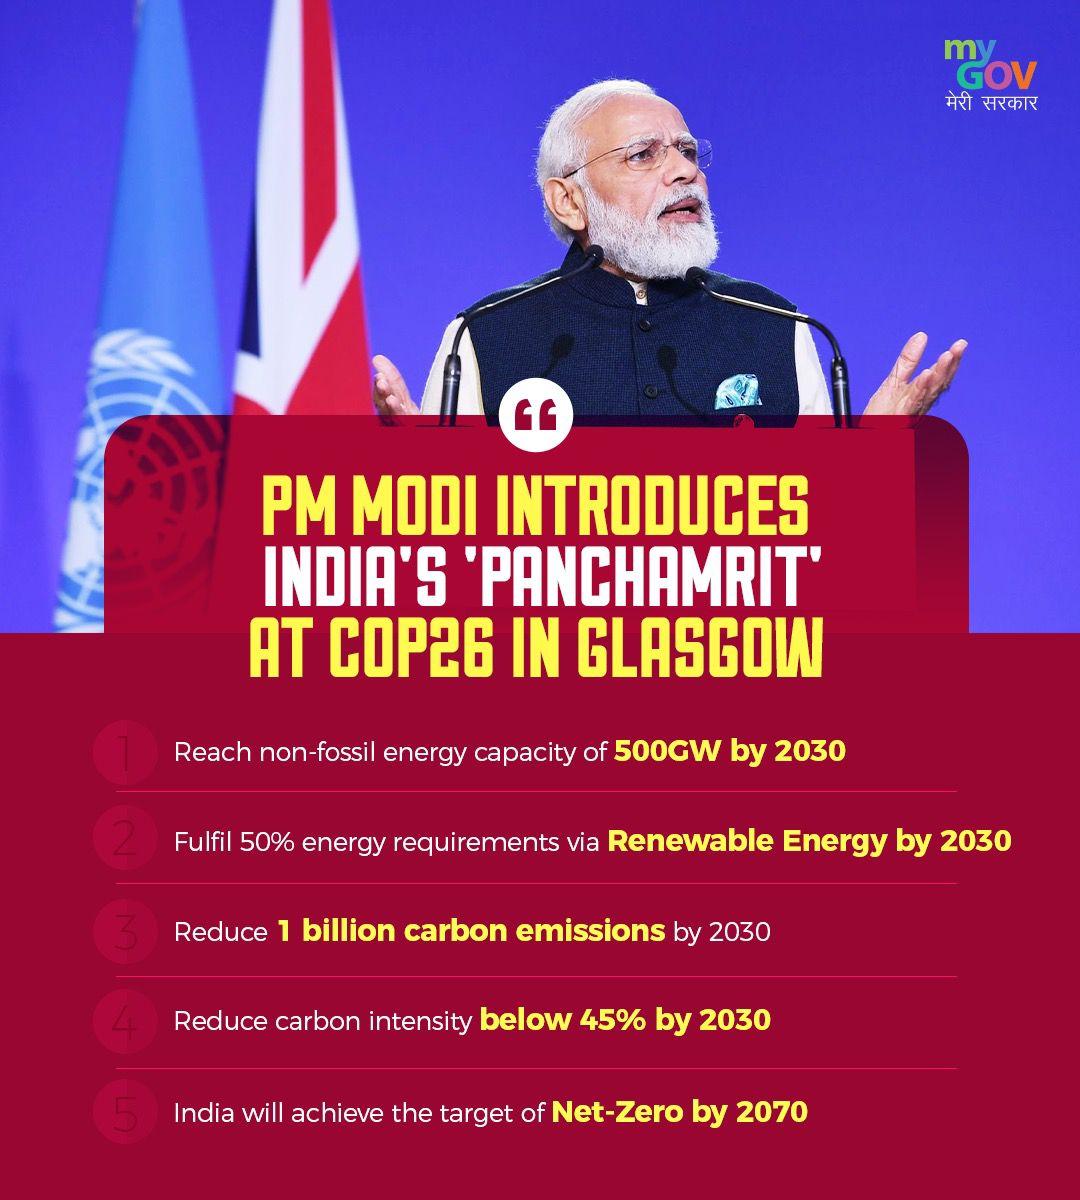 my
GOV
मेरी सरकार
PM MODI INTRODUCES
INDIA'S 'PANCHAMRIT'
AT COP26 IN GLASGOW
1 Reach non-fossil energy capacity of 500GW by 2030
2 Fulfil 50% energy requirements via Renewable Energy by 2030
3 Reduce 1 billion carbon emissions by 2030
4 Reduce carbon intensity below 45% by 2030
5 India will achieve the target of Net-Zero by 2070